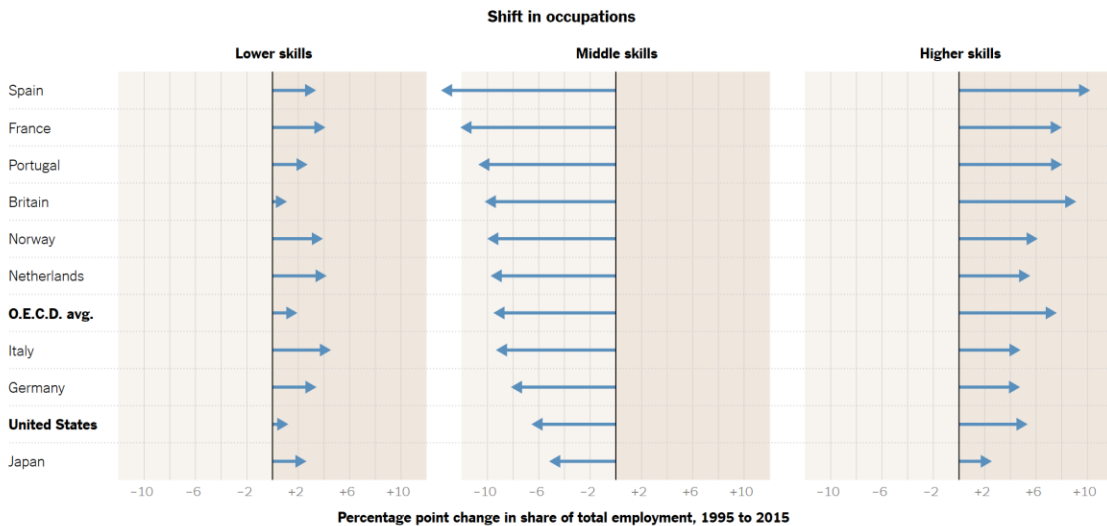 Shift in occupations
Lower skills Middle skills Higher skills
Spain
France
Portugal
Britain
Norway
Netherlands
O.E.C.D. avg.
Italy
Germany
United States
Japan
–10 –6 –2 +2 +6 +10 –10 –6 –2 +2 +6 +10 –10 –6 –2 +2 +6 +10
Percentage point change in share of total employment, 1995 to 2015